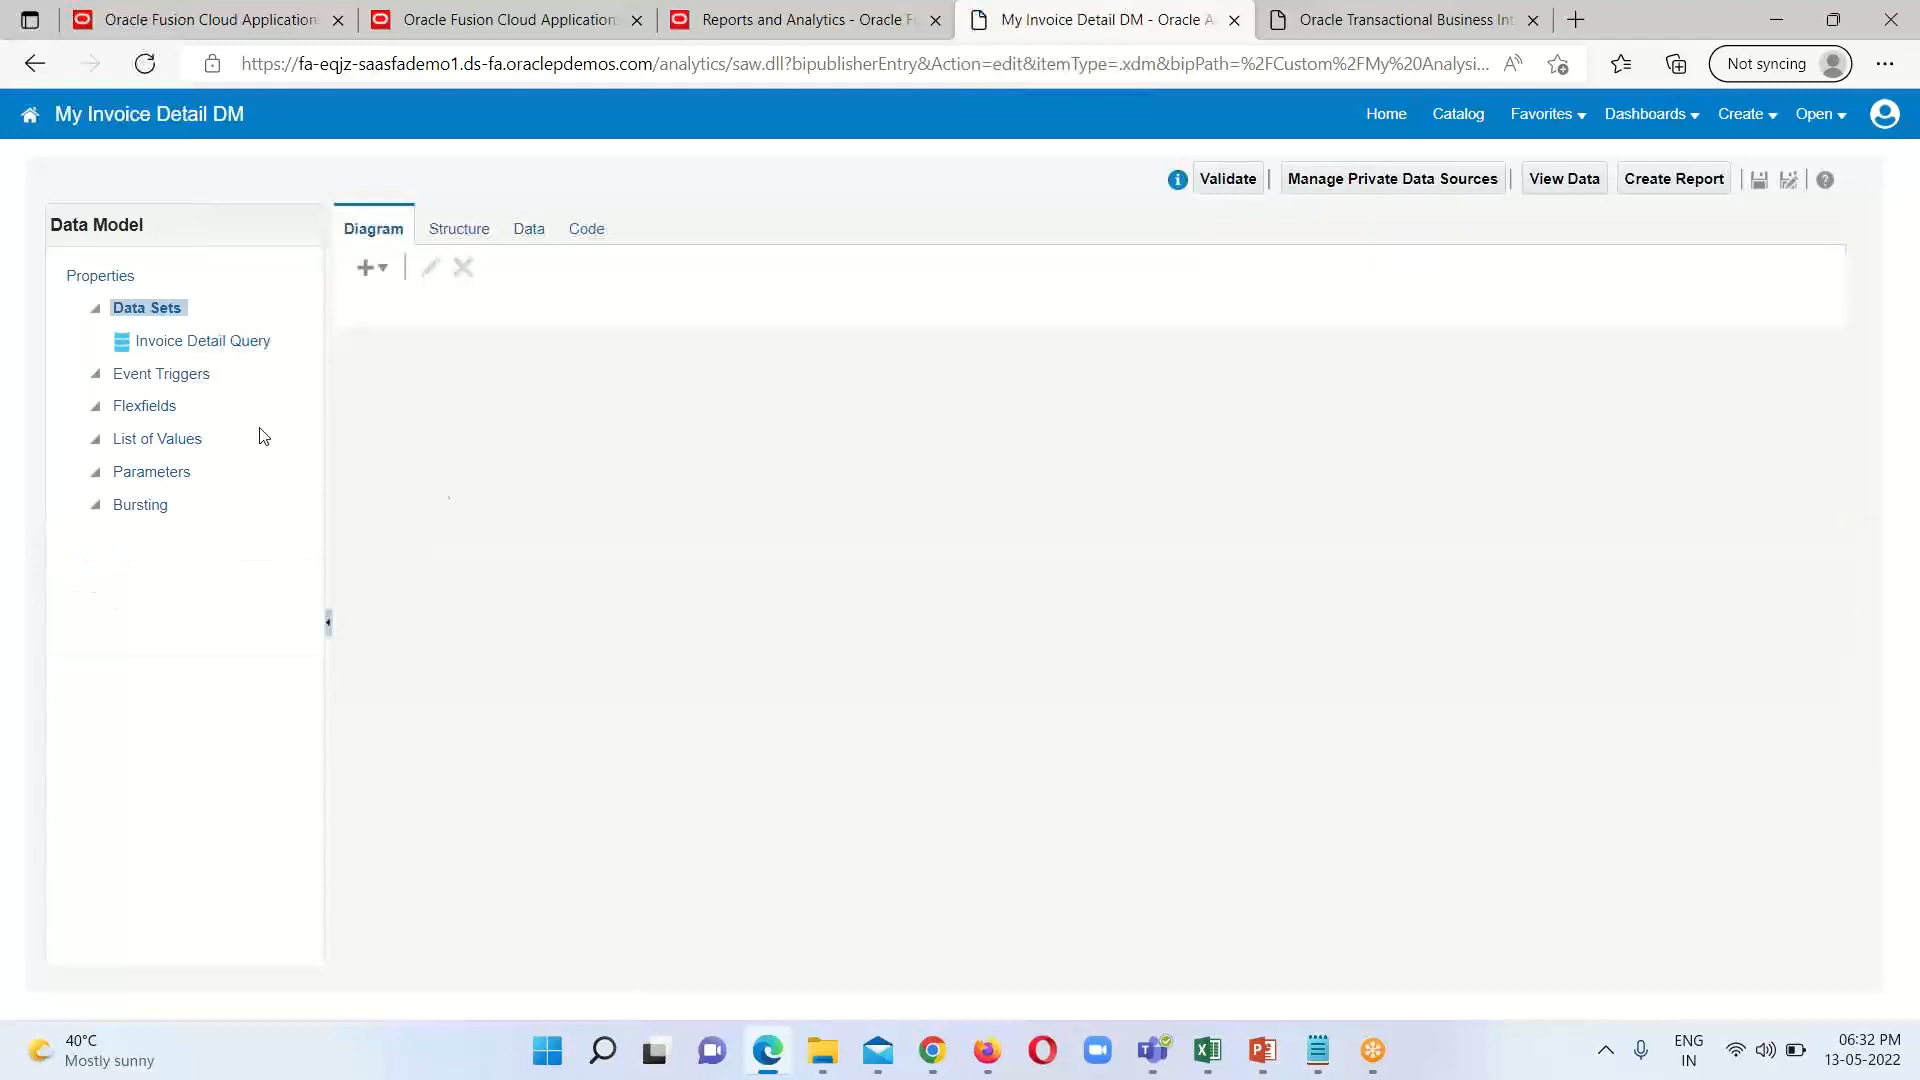 Oracle Fusion Cloud Application
Oracle Fusion Cloud Application
Reports and Analytics - Oracle F
My Invoice Detail DM - Oracle A
Oracle Transactional Business Int
https://fa-eqjz-saasfademo1.ds-fa.oraclepdemos.com/analytics/saw.dll?bipublisherEntry&Action=edit&itemType=.xdm&bipPath=%2FCustom%2FMy%20Analysi...
Not syncing
My Invoice Detail DM
Home
Catalog
Favorites
Dashboards
Create
Open
Validate
Manage Private Data Sources
View Data
Create Report
Data Model
Diagram
Structure
Data
Code
Properties
Data Sets
Invoice Detail Query
Event Triggers
Flexfields
List of Values
Parameters
Bursting
40°C
Mostly sunny
ENG
IN
06:32 PM
13-05-2022